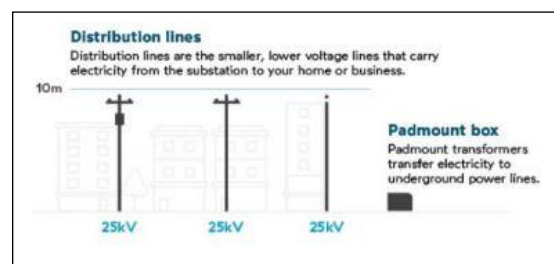 Distribution lines
Distribution lines are the smaller, lower voltage lines that carry
electricity from the substation to your home or business.
10m
Padmount box
Padmount transformers
transfer electricity to
underground power lines.
25kV 25kV 25kV